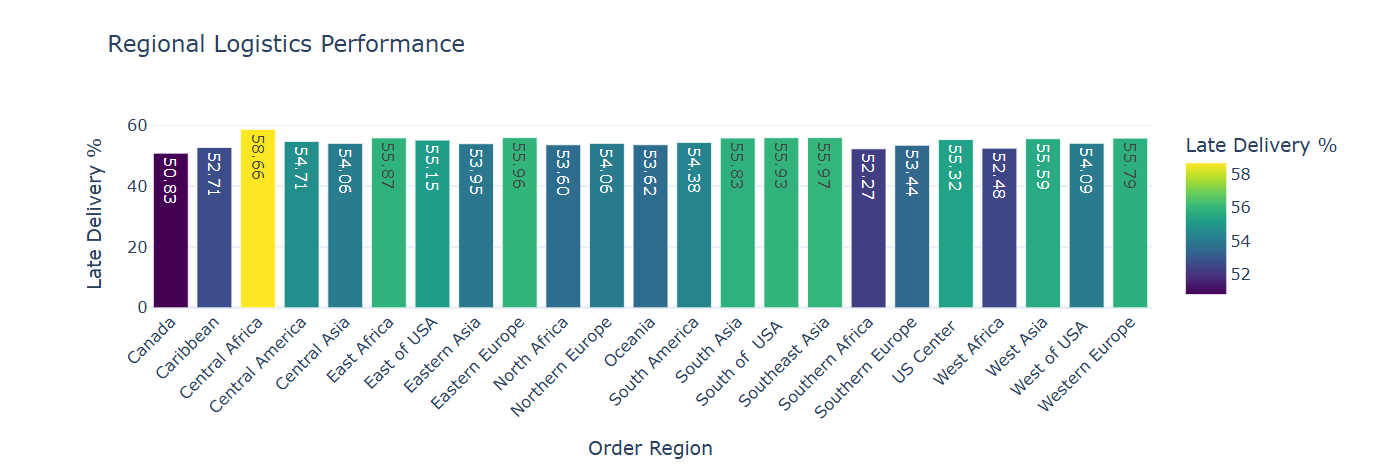 Regional Logistics Performance
Late Delivery %
60
40
20
0
50.83
52.71
58.66
54.71
54.06
55.87
55.15
53.95
55.96
53.60
54.06
53.62
54.38
55.83
55.93
55.97
52.27
53.44
55.32
52.48
55.59
54.09
55.79
Canada
Caribbean
Central Africa
Central America
Central Asia
East Africa
East of USA
Eastern Asia
Eastern Europe
North Africa
Northern Europe
Oceania
South America
South Asia
South of  USA
Southeast Asia
Southern Africa
Southern Europe
US Center
West Africa
West Asia
West of USA
Western Europe
Order Region
Late Delivery %
58
56
54
52